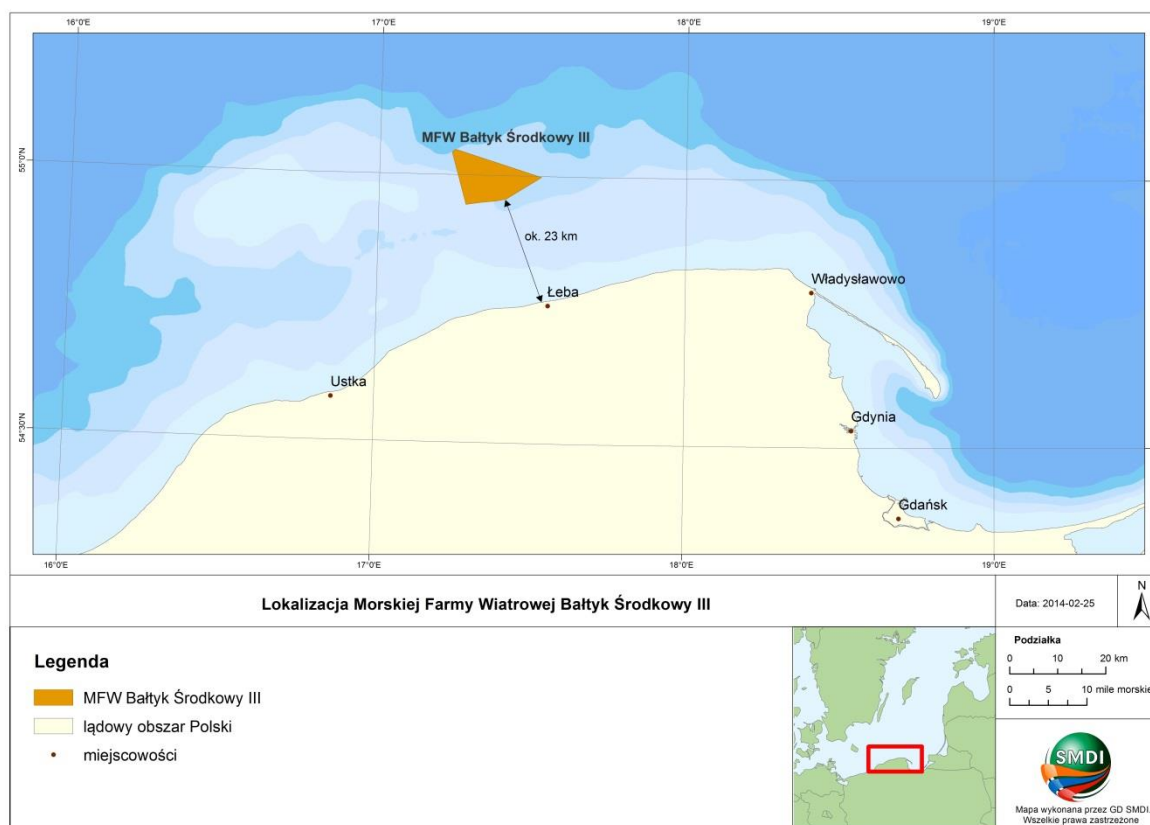 16°0'E 17°0'E 18°0'E 19°0'E
MFW Bałtyk Środkowy III
55°0'N
ok. 23 km
Władysławowo
Łeba
Ustka
Gdynia
54°30'N
Gdańsk
16°0'E 17°0'E 18°0'E 19°0'E
Lokalizacja Morskiej Farmy Wiatrowej Bałtyk Środkowy III
Data: 2014-02-25
N
Legenda
MFW Bałtyk Środkowy III
lądowy obszar Polski
miejscowości
Podziałka
0 10 20 km
0 5 10 mile morskie
SMDI
Mapa wykonana przez GD SMDI.
Wszelkie prawa zastrzeżone